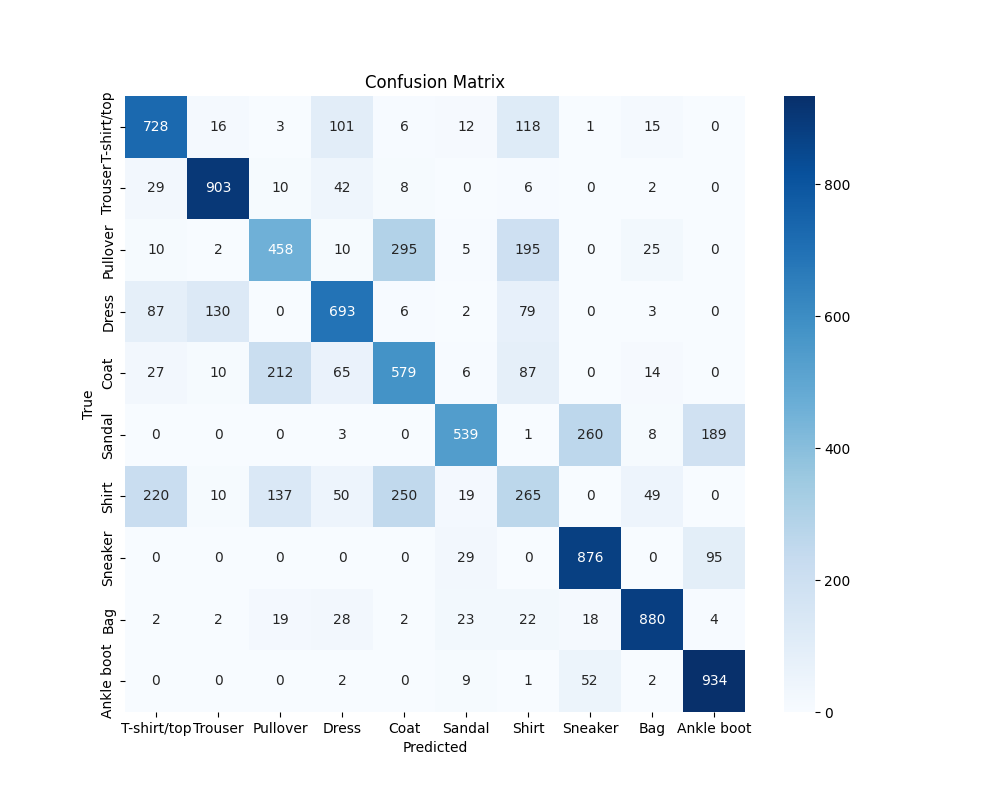 Confusion Matrix
T-shirt/top 728 16 3 101 6 12 118 1 15 0
Trouser 29 903 10 42 8 0 6 0 2 0
Pullover 10 2 458 10 295 5 195 0 25 0
Dress 87 130 0 693 6 2 79 0 3 0
Coat 27 10 212 65 579 6 87 0 14 0
Sandal 0 0 0 3 0 539 1 260 8 189
Shirt 220 10 137 50 250 19 265 0 49 0
Sneaker 0 0 0 0 0 29 0 876 0 95
Bag 2 2 19 28 2 23 22 18 880 4
Ankle boot 0 0 0 2 0 9 1 52 2 934
T-shirt/top Trouser Pullover Dress Coat Sandal Shirt Sneaker Bag Ankle boot
Predicted
True
800
600
400
200
0